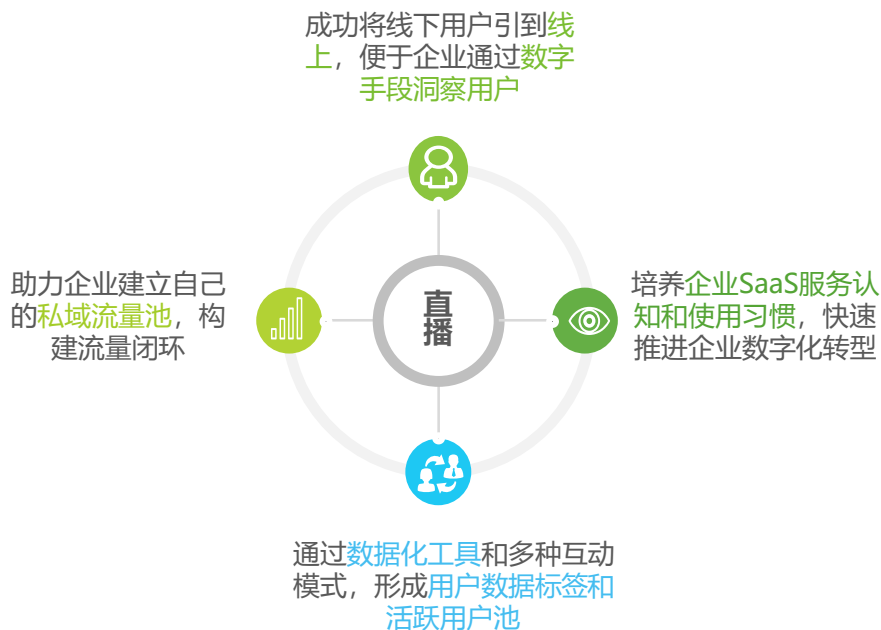 成功将线下用户引到线
上，便于企业通过数字
手段洞察用户
助力企业建立自己
的私域流量池，构
建流量闭环
直
播
培养企业SaaS服务认
知和使用习惯，快速
推进企业数字化转型
通过数据化工具和多种互动
模式，形成用户数据标签和
活跃用户池